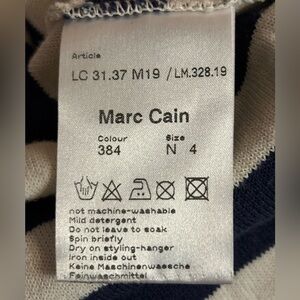 Article
LC 31.37 M19 / LM.328.19
Marc Cain
Colour Size
384 N 4
not machine-washable
Mild detergent
Do not leave to soak
Spin briefly
Dry on styling-hanger
Iron inside out
Keine Maschinenwaesche
Feinwaschmittel